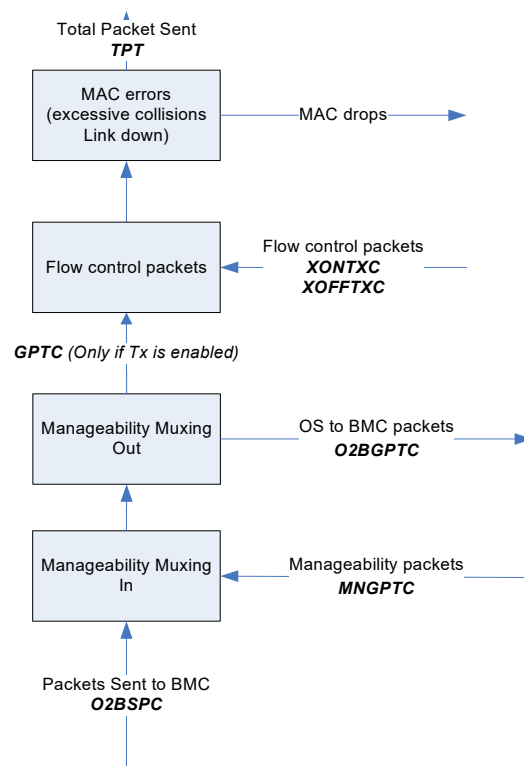 Total Packet Sent
TPT
MAC errors
(excessive collisions
Link down)
MAC drops
Flow control packets
Flow control packets
XONTXC
XOFFTXC
GPTC (Only if Tx is enabled)
Manageability Muxing
Out
OS to BMC packets
O2BGPTC
Manageability Muxing
In
Manageability packets
MNGPTC
Packets Sent to BMC
O2BSPC